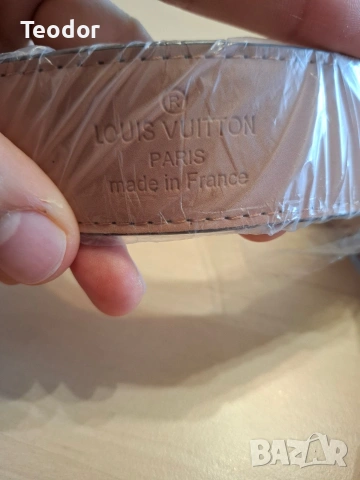 Teodor
®
LOUIS VUITTON
PARIS
made in France
BAZAR